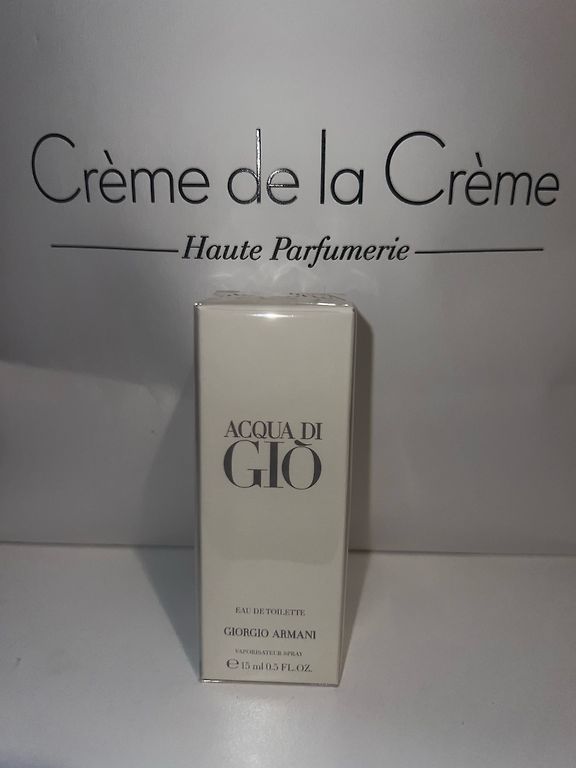 Crème de la Crème
Haute Parfumerie
ACQUA DI
GIÒ
EAU DE TOILETTE
GIORGIO ARMANI
VAPORISATEUR SPRAY
℮ 15 ml 0.5 FL.OZ.